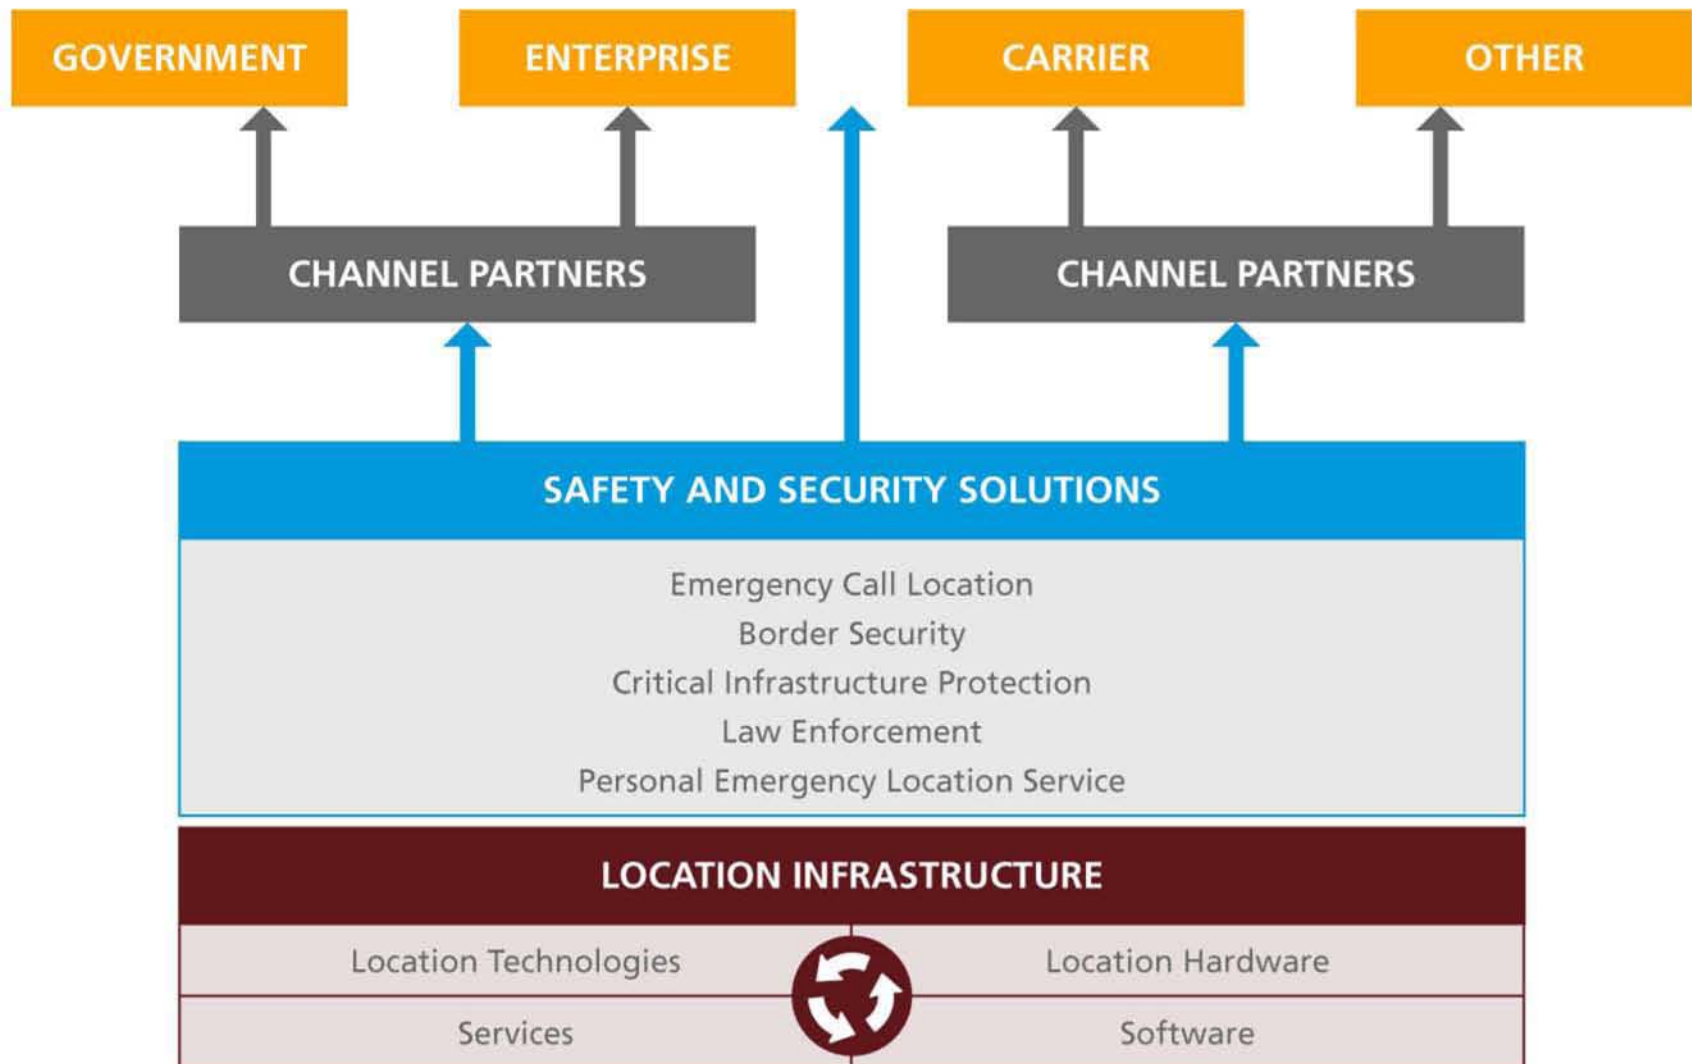 GOVERNMENT
ENTERPRISE
CARRIER
OTHER
CHANNEL PARTNERS
CHANNEL PARTNERS
SAFETY AND SECURITY SOLUTIONS
Emergency Call Location
Border Security
Critical Infrastructure Protection
Law Enforcement
Personal Emergency Location Service
LOCATION INFRASTRUCTURE
Location Technologies
Location Hardware
Services
Software